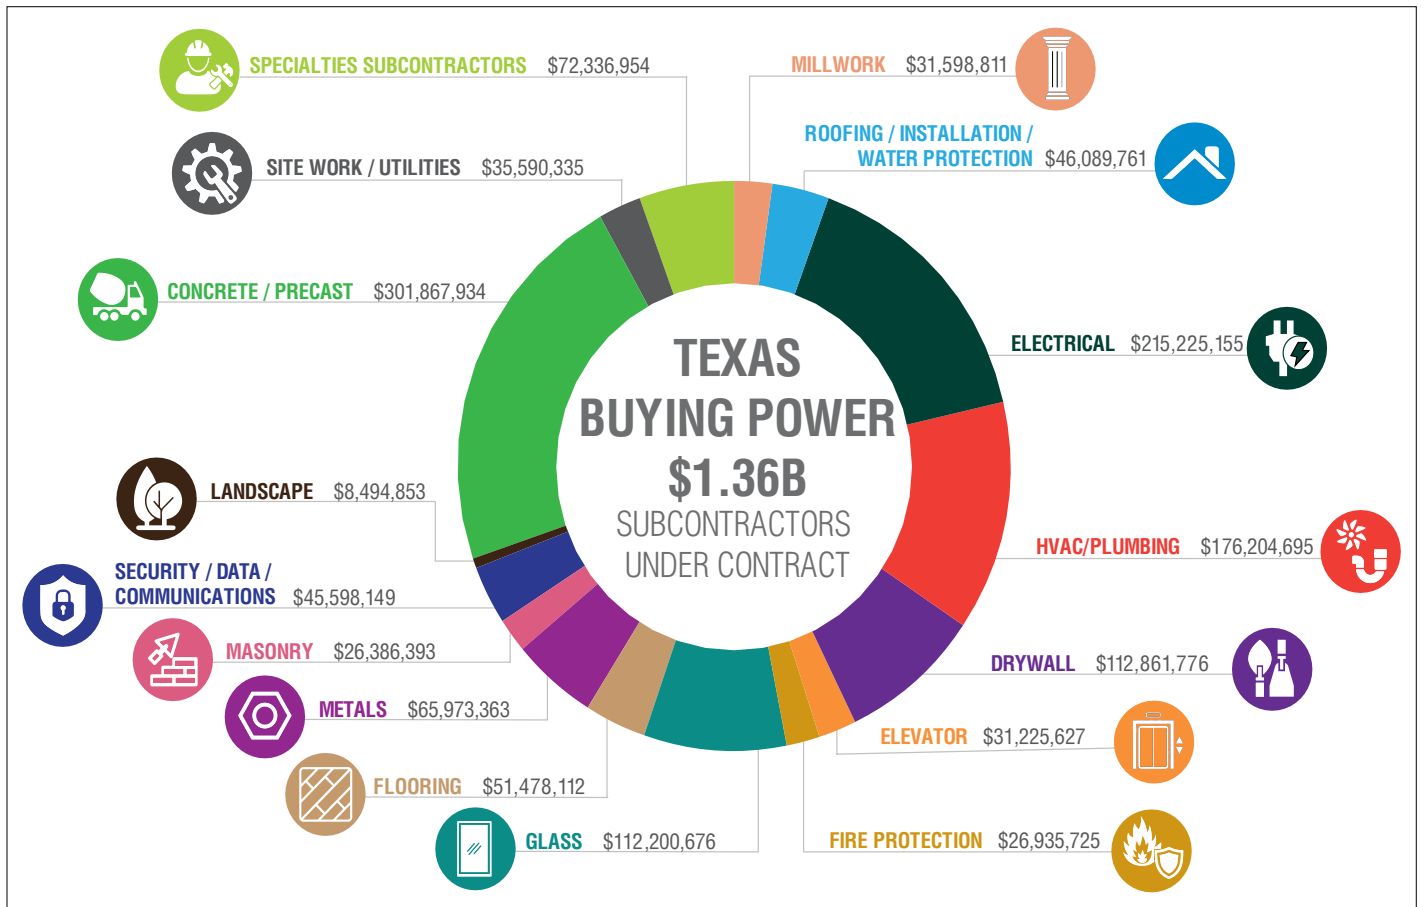 SPECIALTIES SUBCONTRACTORS $72,336,954
MILLWORK $31,598,811
ROOFING / INSTALLATION /
WATER PROTECTION $46,089,761
SITE WORK / UTILITIES $35,590,335
CONCRETE / PRECAST $301,867,934
ELECTRICAL $215,225,155
TEXAS
BUYING POWER
$1.36B
SUBCONTRACTORS
UNDER CONTRACT
LANDSCAPE $8,494,853
HVAC/PLUMBING $176,204,695
SECURITY / DATA /
COMMUNICATIONS $45,598,149
MASONRY $26,386,393
DRYWALL $112,861,776
METALS $65,973,363
ELEVATOR $31,225,627
FLOORING $51,478,112
GLASS $112,200,676
FIRE PROTECTION $26,935,725